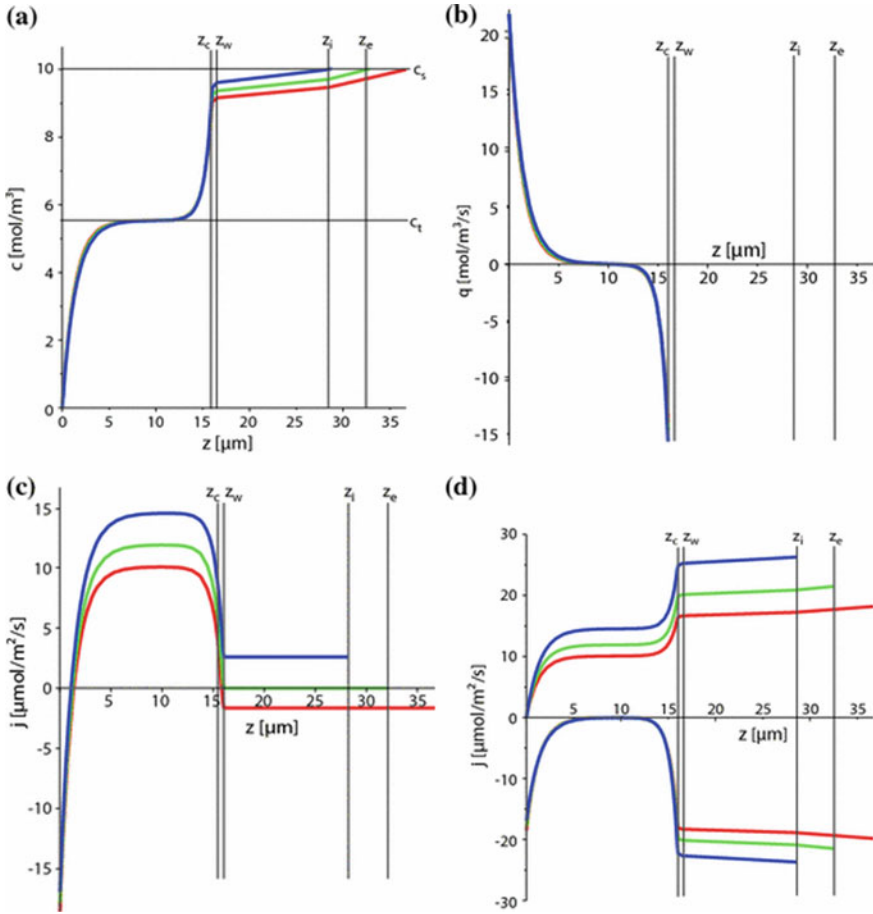 (a)
z_c z_w z_i z_e
10
c_s
8
6
c_t
4
2
0
c [mol/m³]
0 5 10 15 20 25 30 35
z [μm]
(b)
z_c z_w z_i z_e
20
15
10
5
0
-5
-10
-15
q [mol/m³/s]
z [μm]
5 10 15 20 25 30 35
(c)
z_c z_w z_i z_e
15
10
5
0
-5
-10
-15
j [μmol/m²/s]
5 10 15 20 25 30 35
z [μm]
(d)
z_c z_w z_i z_e
30
20
10
0
-10
-20
-30
j [μmol/m²/s]
5 10 15 20 25 30 35
z [μm]